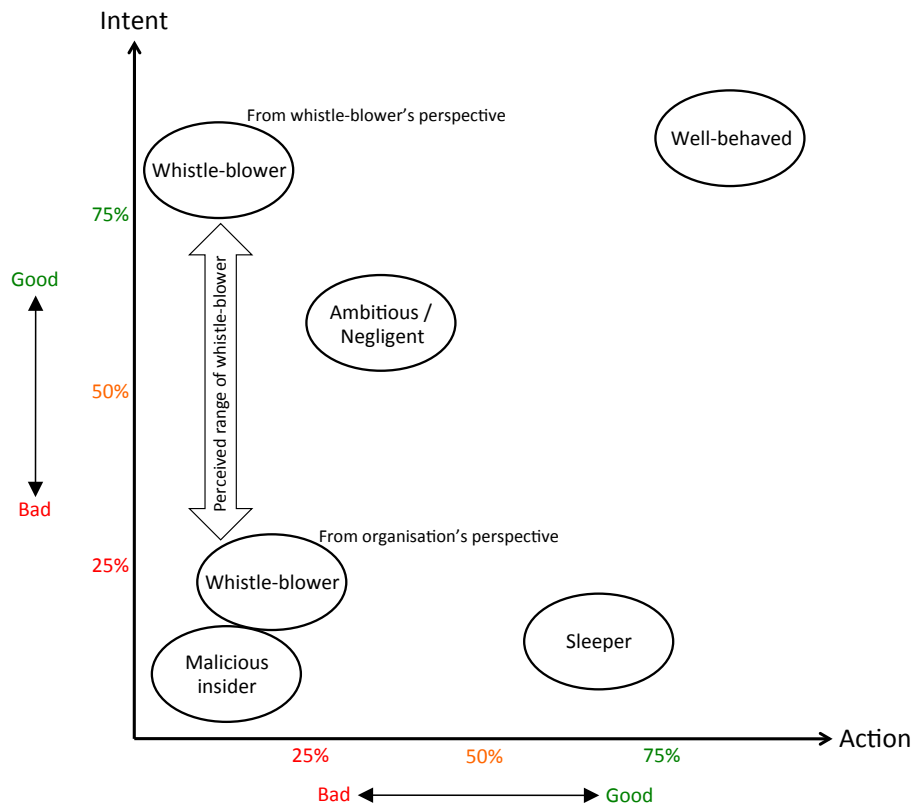 Intent
From whistle-blower's perspective
Well-behaved
Whistle-blower
75%
Good
Perceived range of whistle-blower
Ambitious /
Negligent
50%
Bad
From organisation's perspective
25%
Whistle-blower
Sleeper
Malicious
insider
Action
25%
50%
75%
Bad
Good